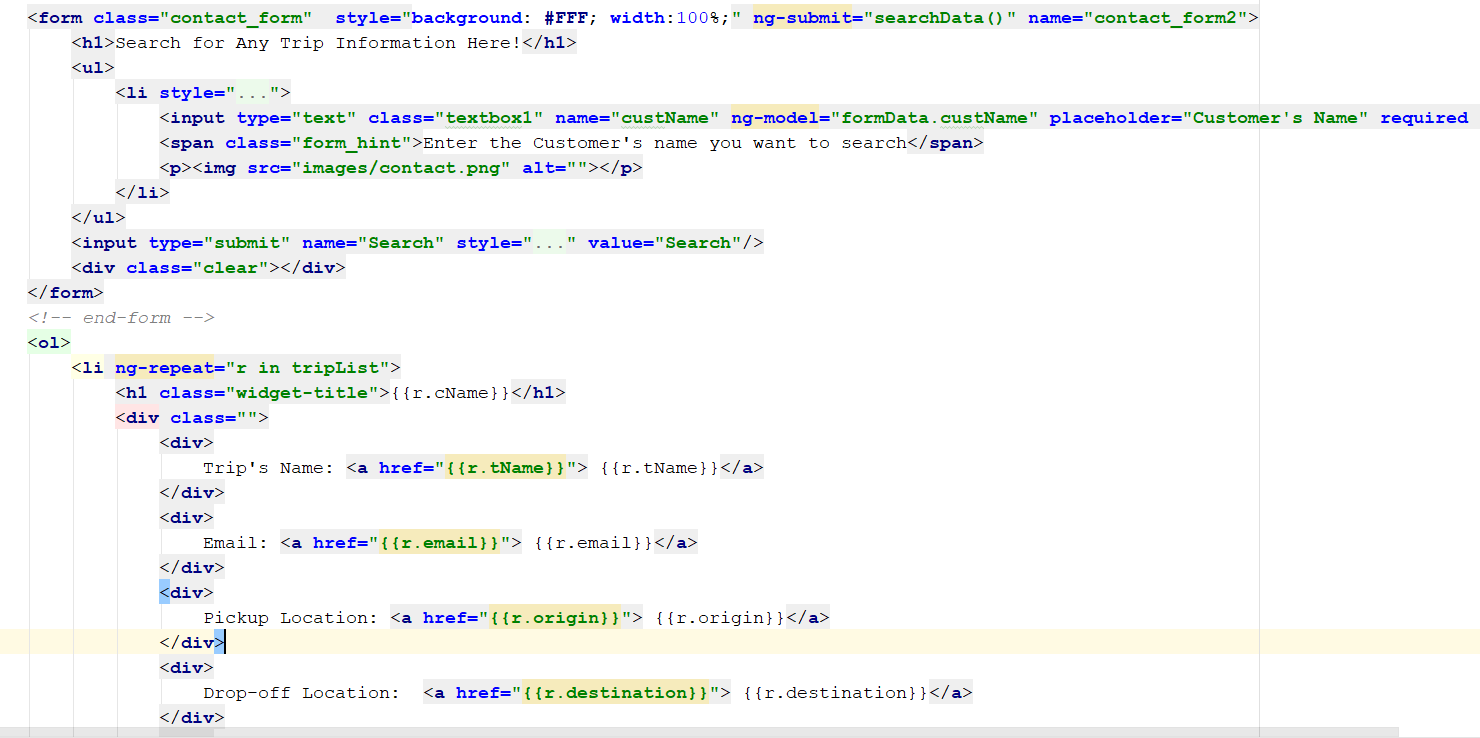 <form class="contact_form"  style="background: #FFF; width:100%;" ng-submit="searchData()" name="contact_form2">
    <h1>Search for Any Trip Information Here!</h1>
    <ul>
        <li style="...">
            <input type="text" class="textbox1" name="custName" ng-model="formData.custName" placeholder="Customer's Name" required
            <span class="form_hint">Enter the Customer's name you want to search</span>
            <p><img src="images/contact.png" alt=""></p>
        </li>
    </ul>
    <input type="submit" name="Search" style="..." value="Search"/>
    <div class="clear"></div>
</form>
<!-- end-form -->
<ol>
    <li ng-repeat="r in tripList">
        <h1 class="widget-title">{{r.cName}}</h1>
        <div class="">
            <div>
                Trip's Name: <a href="{{r.tName}}"> {{r.tName}}</a>
            </div>
            <div>
                Email: <a href="{{r.email}}"> {{r.email}}</a>
            </div>
            <div>
                Pickup Location: <a href="{{r.origin}}"> {{r.origin}}</a>
            </div>
            <div>
                Drop-off Location:  <a href="{{r.destination}}"> {{r.destination}}</a>
            </div>